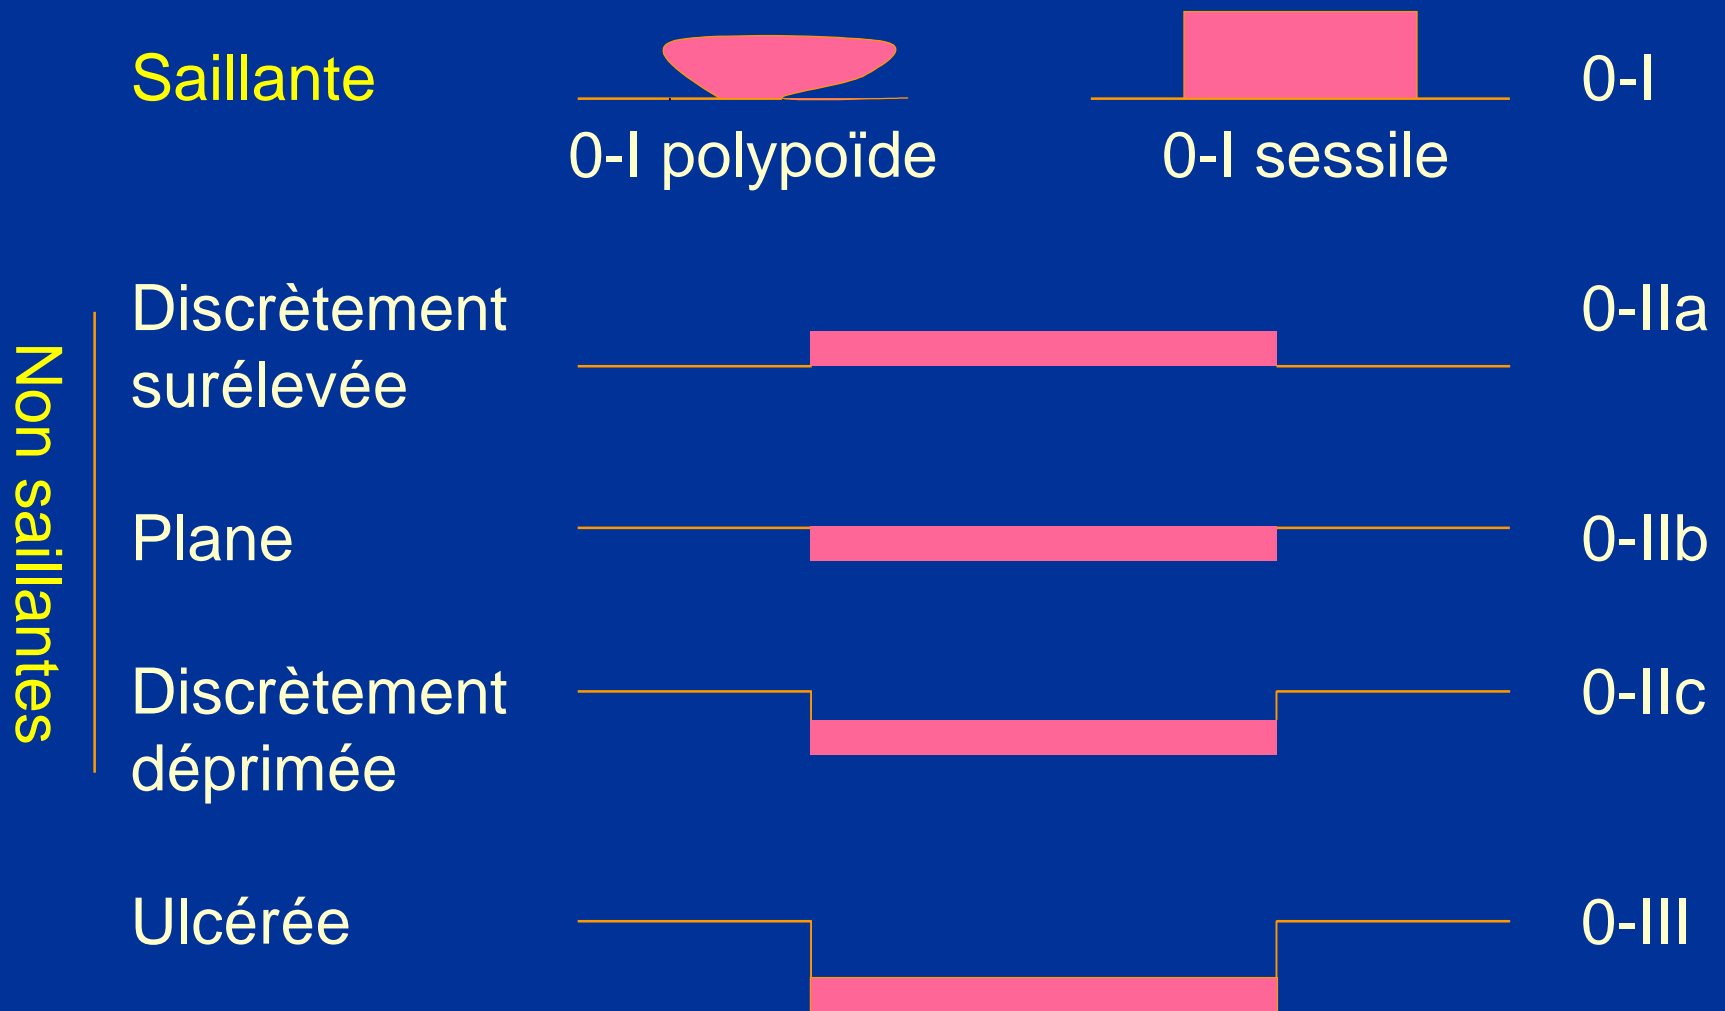 Saillante
0-I
0-I polypoïde
0-I sessile
Non saillantes
Discrètement
surélevée
0-IIa
Plane
0-IIb
Discrètement
déprimée
0-IIc
Ulcérée
0-III